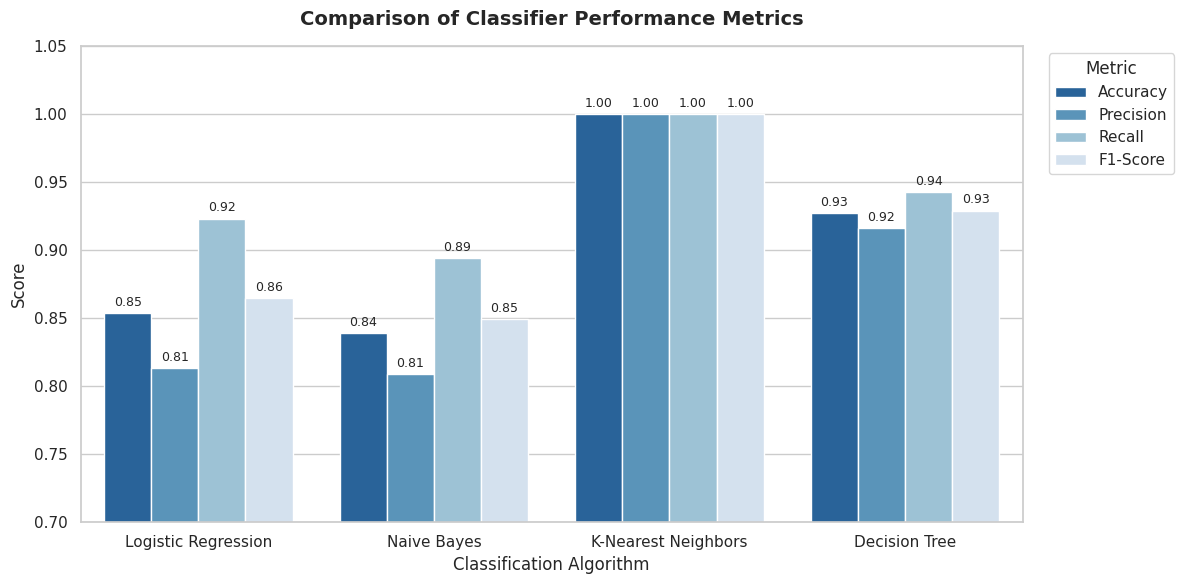 Comparison of Classifier Performance Metrics
1.05
1.00
0.95
0.90
0.85
0.80
0.75
0.70
Score
0.85
0.81
0.92
0.86
0.84
0.81
0.89
0.85
1.00
1.00
1.00
1.00
0.93
0.92
0.94
0.93
Logistic Regression
Naive Bayes
K-Nearest Neighbors
Decision Tree
Classification Algorithm
Metric
Accuracy
Precision
Recall
F1-Score